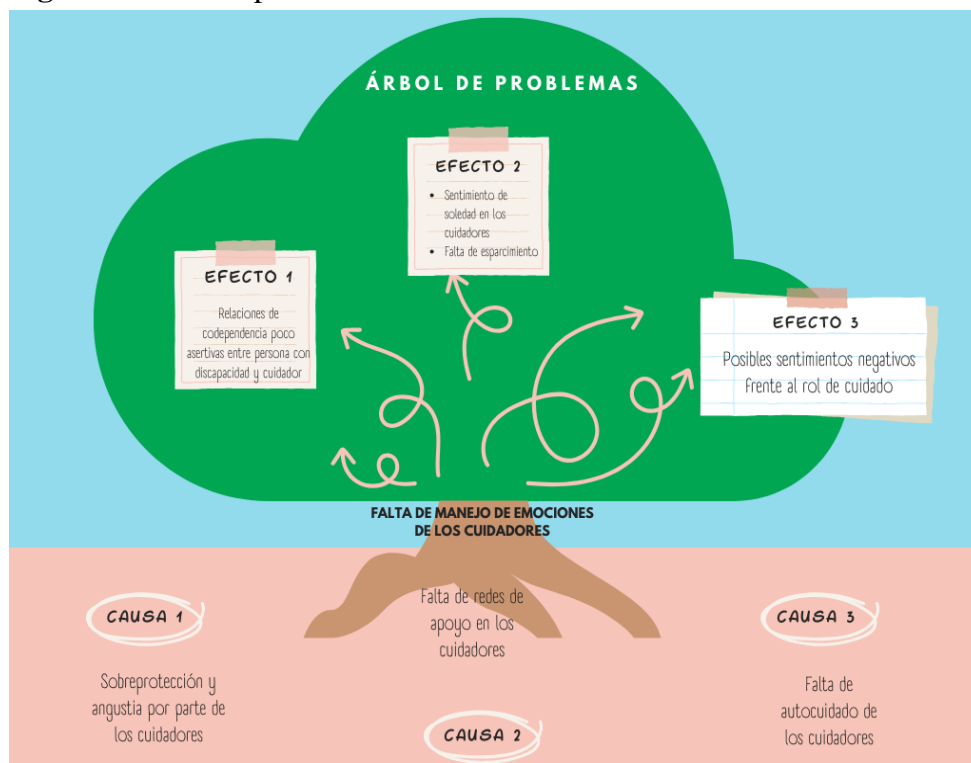 ÁRBOL DE PROBLEMAS
EFECTO 2
• Sentimiento de
soledad en los
cuidadores
• Falta de esparcimiento
EFECTO 1
Relaciones de
codependencia poco
asertivas entre persona con
discapacidad y cuidador
EFECTO 3
Posibles sentimientos negativos
frente al rol de cuidado
FALTA DE MANEJO DE EMOCIONES
DE LOS CUIDADORES
CAUSA 1
Sobreprotección y
angustia por parte de
los cuidadores
Falta de redes de
apoyo en los
cuidadores
CAUSA 2
CAUSA 3
Falta de
autocuidado de
los cuidadores